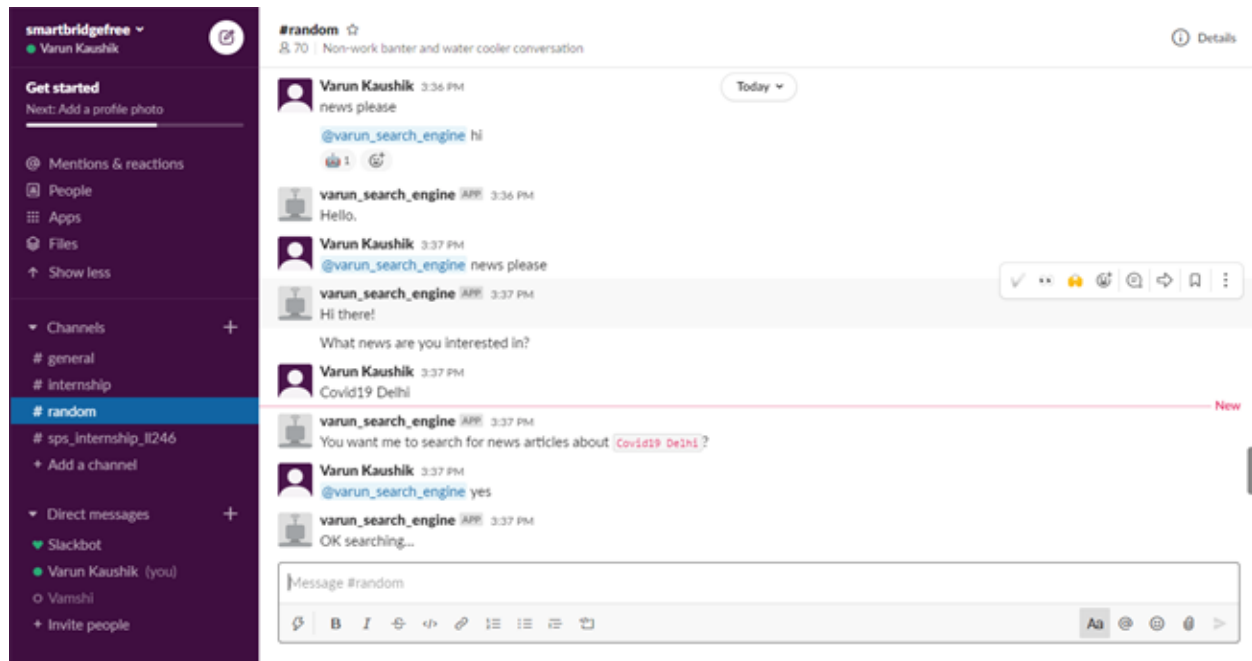 smartbridgefree
Varun Kaushik
Get started
Next: Add a profile photo
@ Mentions & reactions
People
Apps
Files
Show less
Channels
# general
# internship
# random
# sps_internship_ll246
+ Add a channel
Direct messages
Slackbot
Varun Kaushik (you)
Vamshi
+ Invite people
#random
70 | Non-work banter and water cooler conversation
Details
Today
Varun Kaushik 3:36 PM
news please
@varun_search_engine hi
1
varun_search_engine APP 3:36 PM
Hello.
Varun Kaushik 3:37 PM
@varun_search_engine news please
varun_search_engine APP 3:37 PM
Hi there!
What news are you interested in?
Varun Kaushik 3:37 PM
Covid19 Delhi
New
varun_search_engine APP 3:37 PM
You want me to search for news articles about Covid19 Delhi ?
Varun Kaushik 3:37 PM
@varun_search_engine yes
varun_search_engine APP 3:37 PM
OK searching...
Message #random
B I S </> Aa @